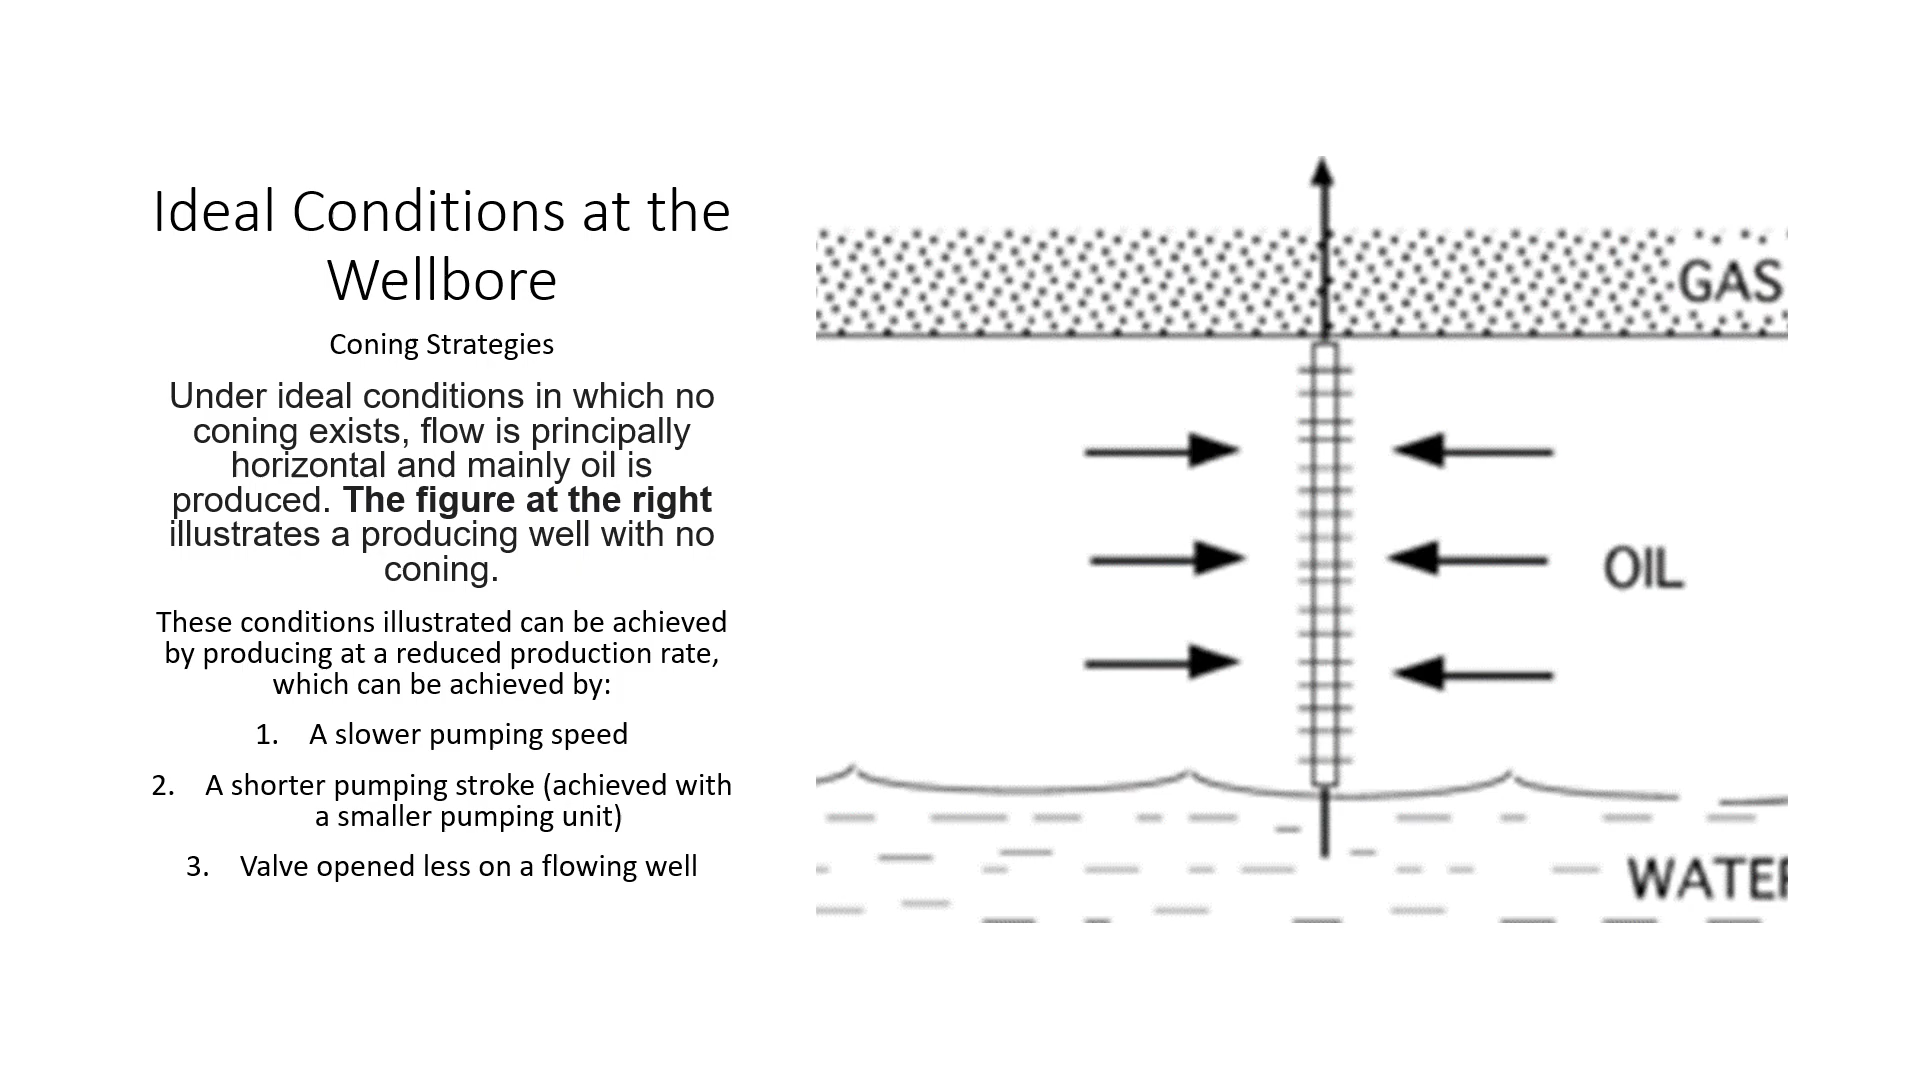 Ideal Conditions at the
Wellbore
Coning Strategies
Under ideal conditions in which no
coning exists, flow is principally
horizontal and mainly oil is
produced. The figure at the right
illustrates a producing well with no
coning.
These conditions illustrated can be achieved
by producing at a reduced production rate,
which can be achieved by:
1. A slower pumping speed
2. A shorter pumping stroke (achieved with
a smaller pumping unit)
3. Valve opened less on a flowing well
GAS
OIL
WATER